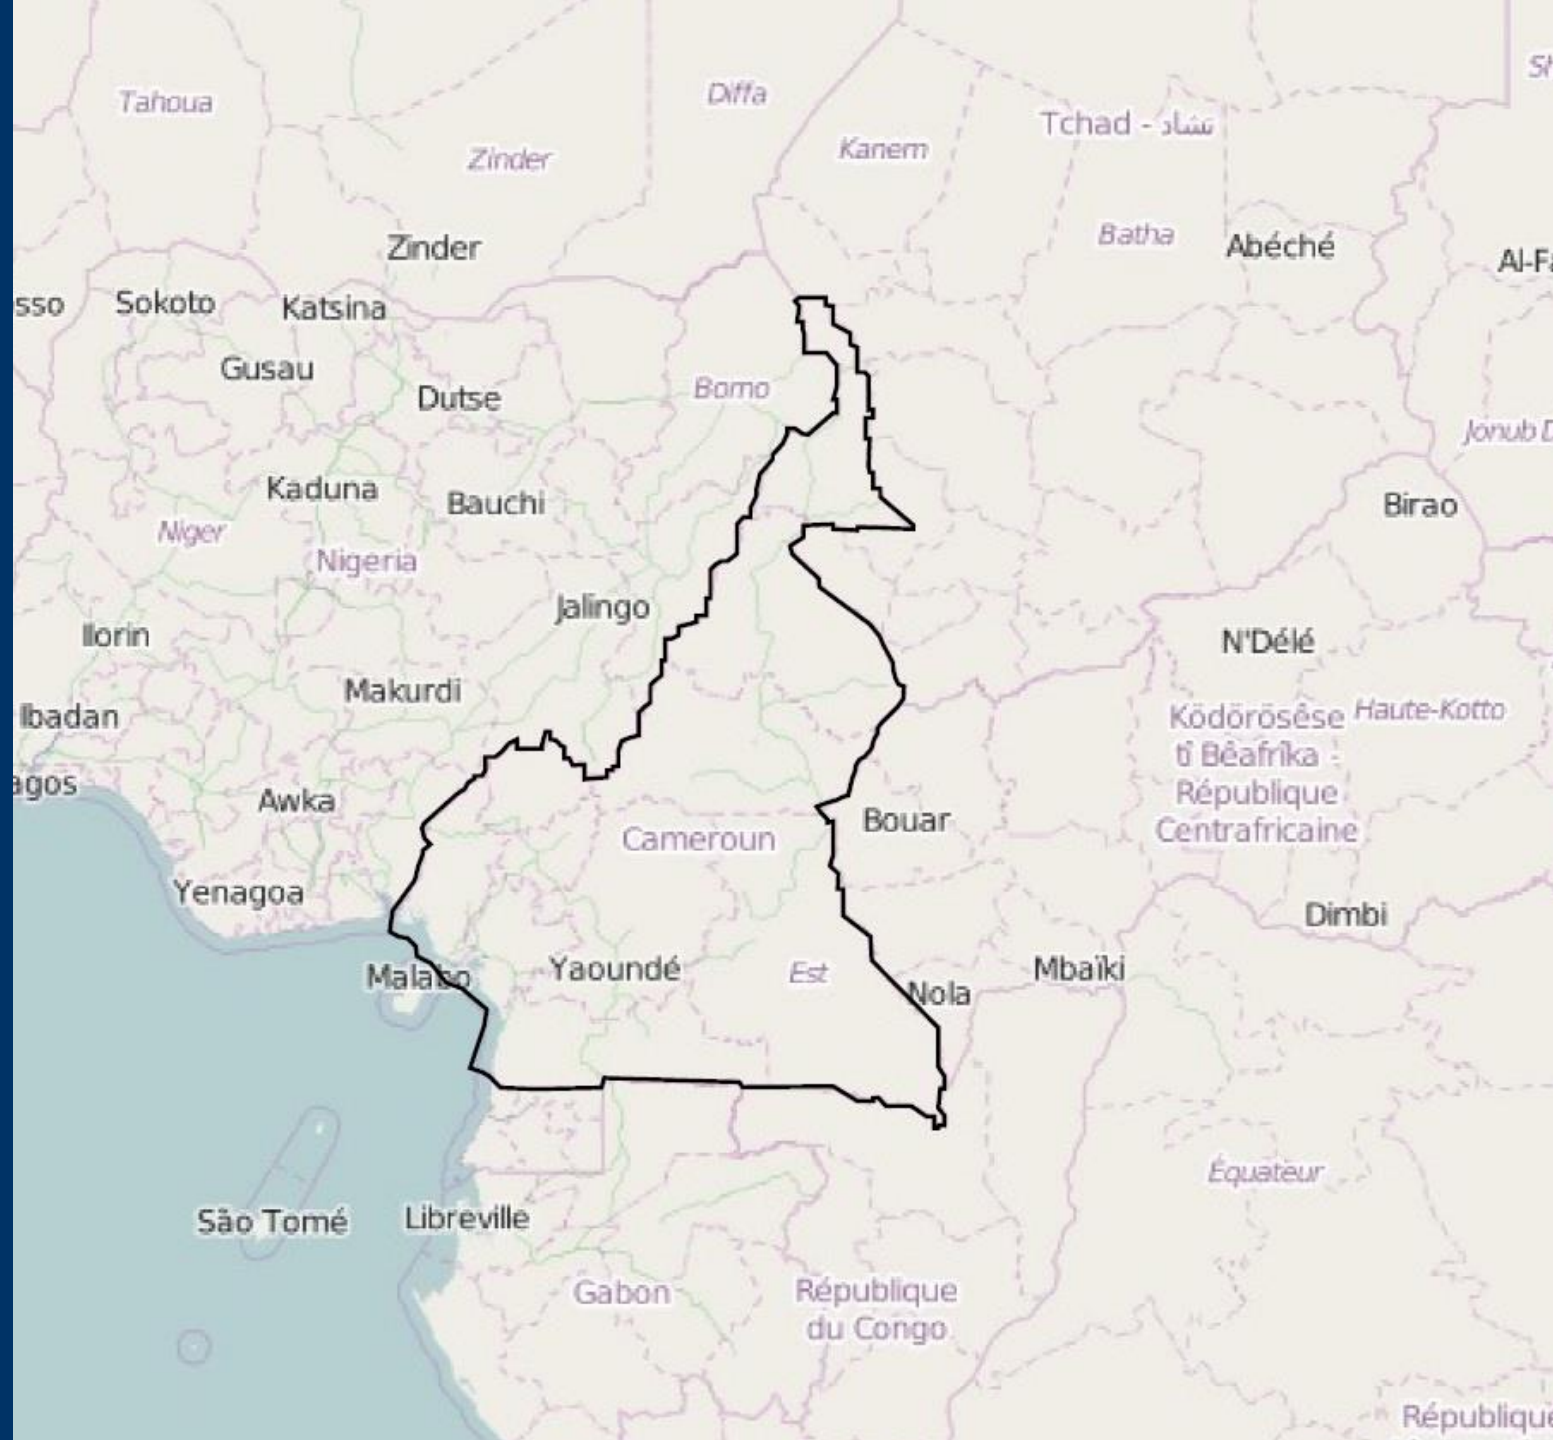 Diffa
Tahoua
Kanem
Tchad - تشاد
Zinder
Batha
Zinder
Abéché
Sokoto
Katsina
sso
Gusau
Borno
Dutse
Kaduna
Bauchi
Birao
Niger
Nigeria
Jalingo
Ilorin
N'Délé
Makurdi
Ibadan
Ködörösêse
tî Bêafrîka -
République
Centrafricaine
Haute-Kotto
agos
Awka
Bouar
Cameroun
Yenagoa
Dimbi
Malabo
Yaoundé
Est
Nola
Mbaïki
Équateur
São Tomé
Libreville
Gabon
République
du Congo
République